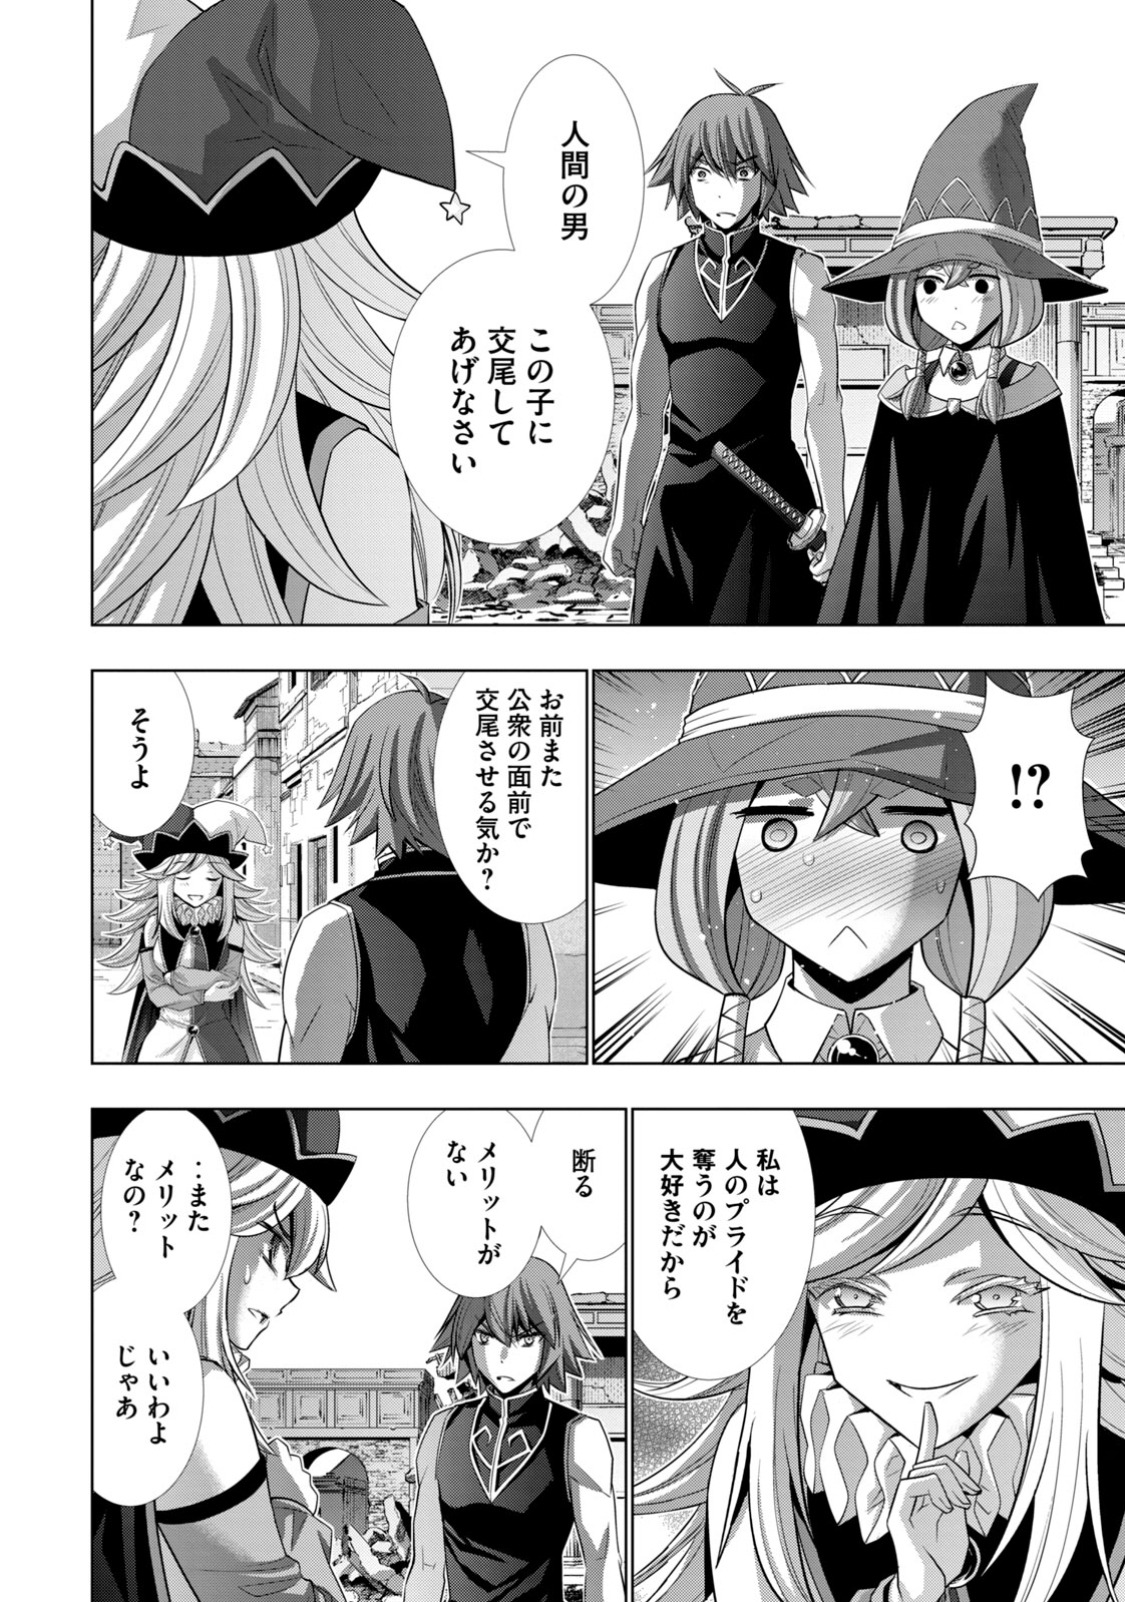 人間の男
この子に
交尾して
あげなさい
!?
お前また
公衆の面前で
交尾させる気か?
そうよ
私は
人のプライドを
奪うのが
大好きだから
断る
メリットが
ない
‥また
メリット
なの?
いいわよ
じゃあ